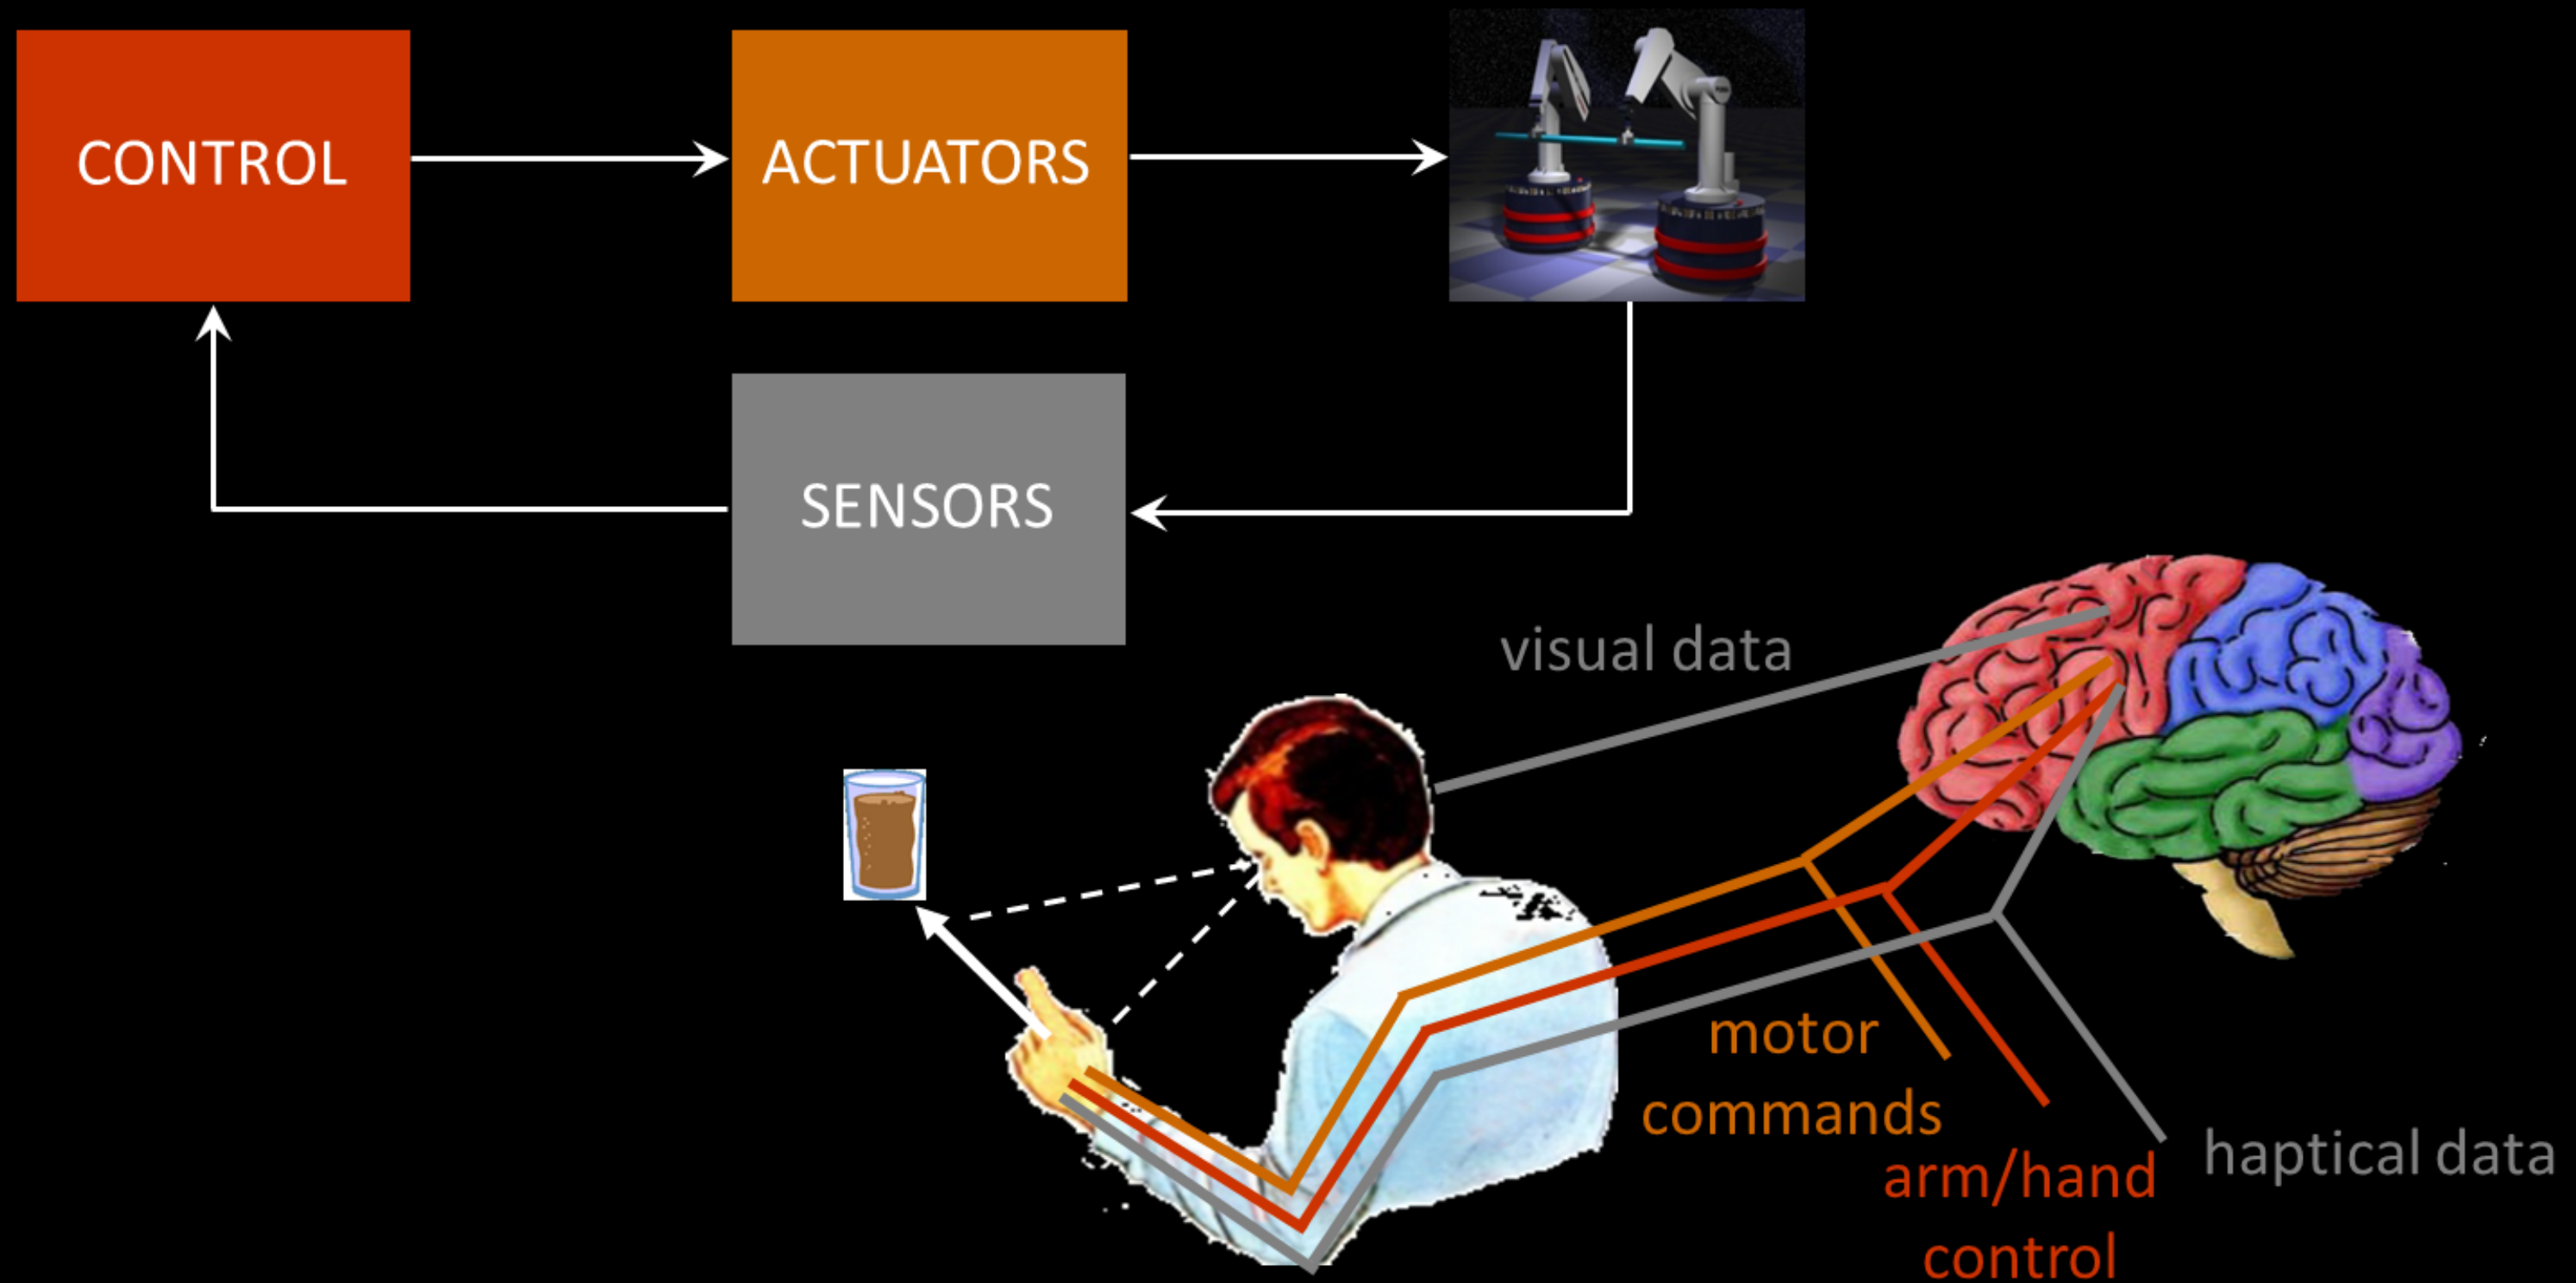 CONTROL
ACTUATORS
SENSORS
visual data
motor
commands
arm/hand
control
haptical data